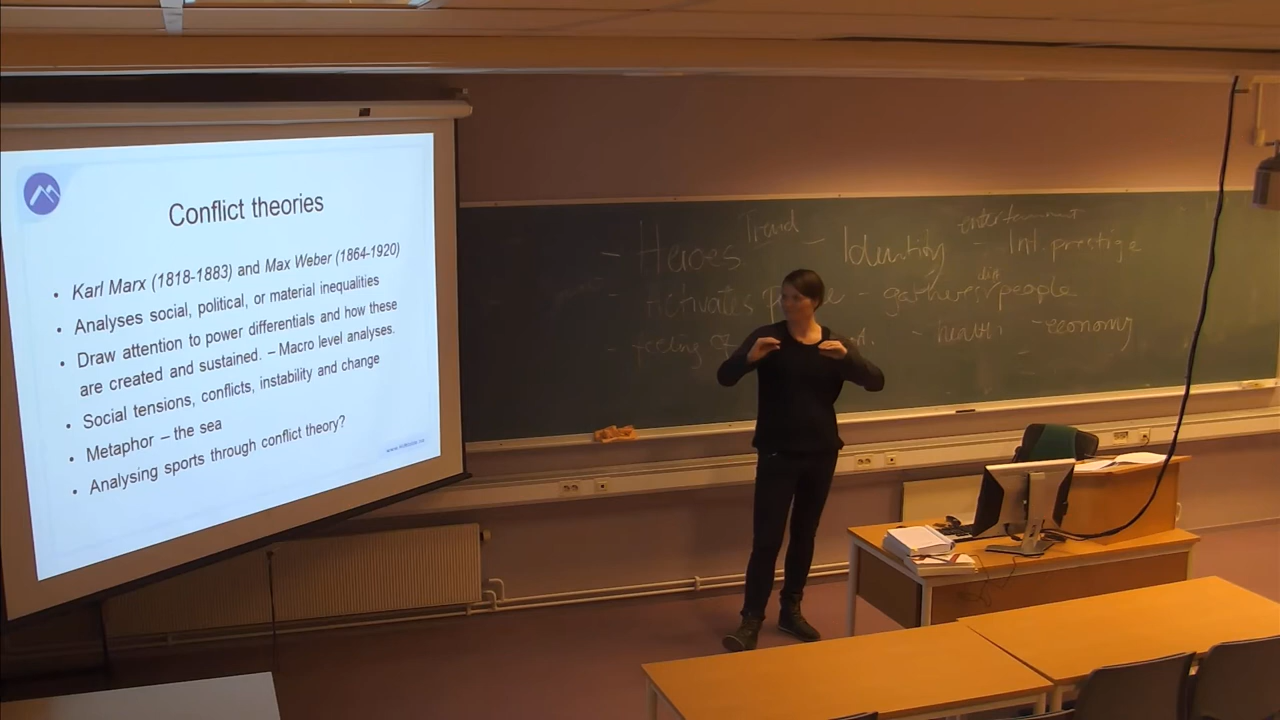 Conflict theories
• Karl Marx (1818-1883) and Max Weber (1864-1920)
• Analyses social, political, or material inequalities
• Draw attention to power differentials and how these
are created and sustained. – Macro level analyses.
• Social tensions, conflicts, instability and change
• Metaphor – the sea
• Analysing sports through conflict theory?
entertainment
- Heroes - Identity - Int. prestige
- Activates - gathers people
- feeling of - health - economy